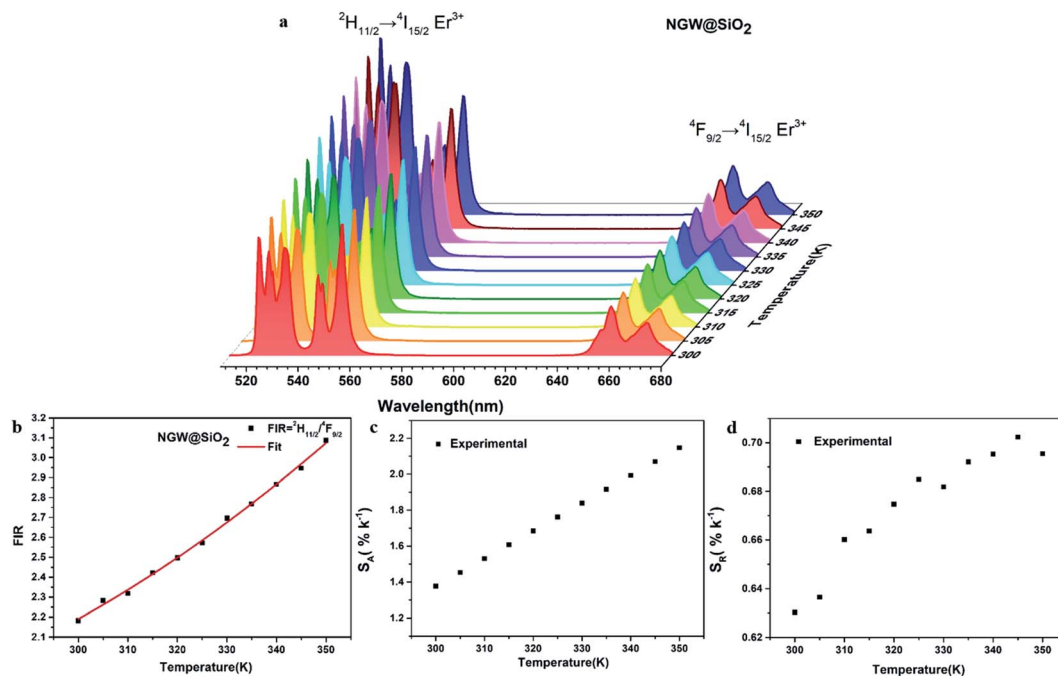 a
²H₁₁/₂→⁴I₁₅/₂ Er³⁺
NGW@SiO₂
⁴F₉/₂→⁴I₁₅/₂ Er³⁺
350
345
340
335
330
325
320
315
310
305
300
Temperature(K)
520 540 560 580 600 620 640 660 680
Wavelength(nm)
b
NGW@SiO₂
FIR=²H₁₁/₂/⁴F₉/₂
Fit
3.2
3.1
3.0
2.9
2.8
2.7
2.6
2.5
2.4
2.3
2.2
2.1
FIR
300 310 320 330 340 350
Temperature(K)
c
Experimental
2.2
2.0
1.8
1.6
1.4
1.2
S_A( % k⁻¹)
300 310 320 330 340 350
Temperature(K)
d
Experimental
0.70
0.68
0.66
0.64
0.62
S_R( % k⁻¹)
300 310 320 330 340 350
Temperature(K)